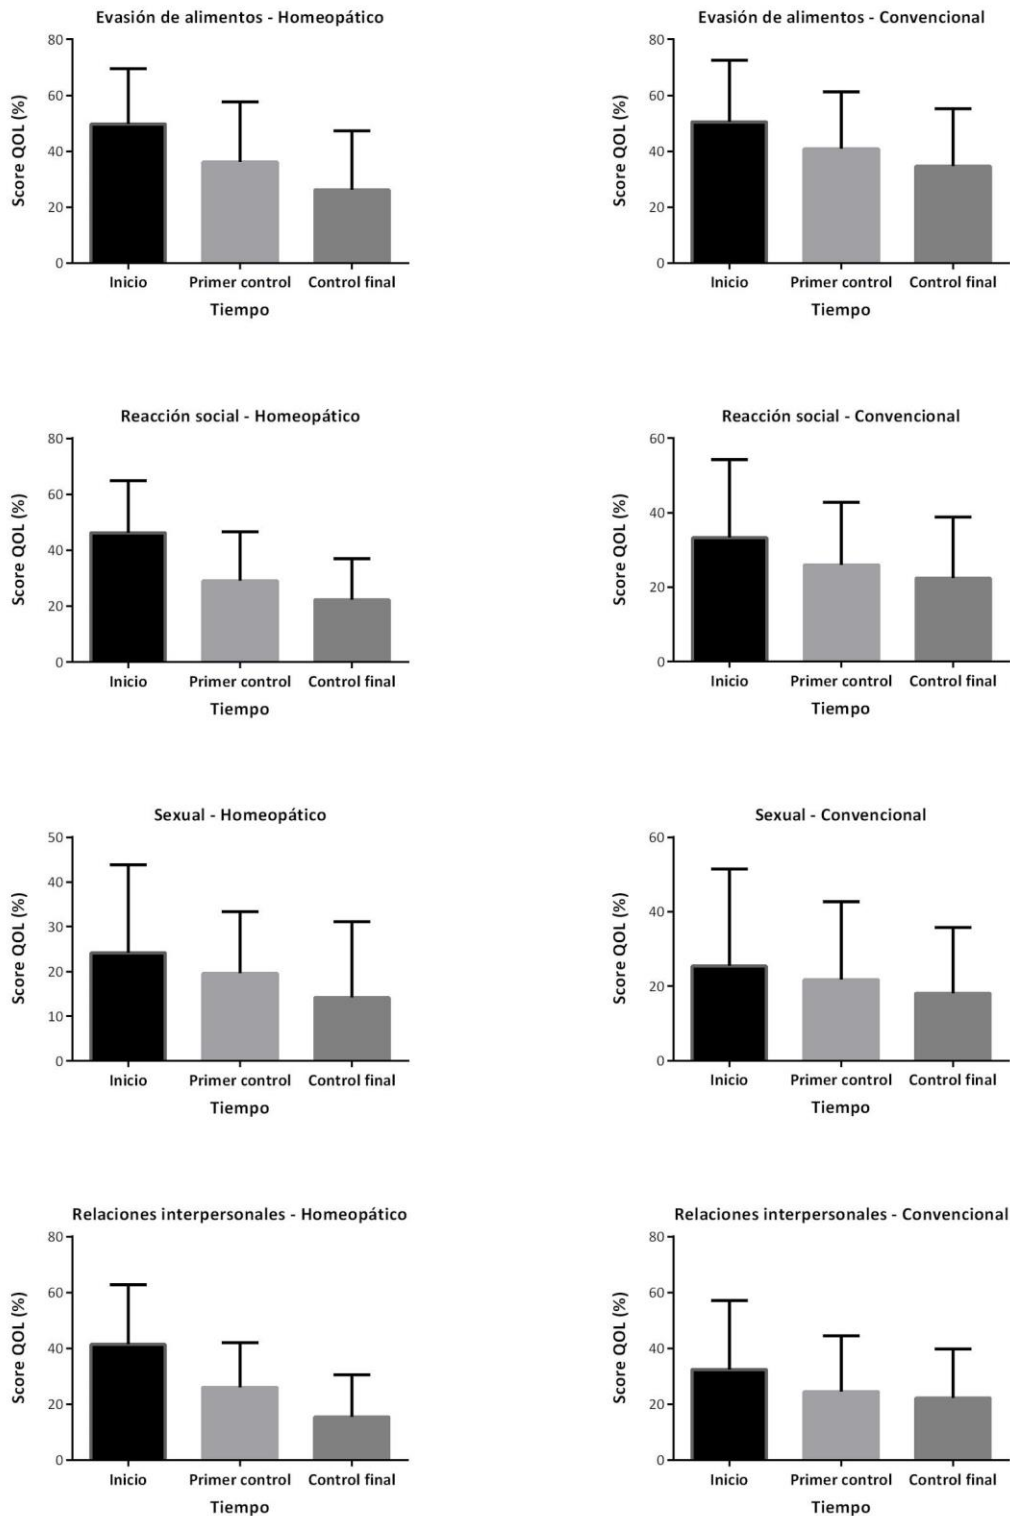 Evasión de alimentos - Homeopático
Score QOL (%)
80
60
40
20
0
Inicio Primer control Control final
Tiempo
Evasión de alimentos - Convencional
Score QOL (%)
80
60
40
20
0
Inicio Primer control Control final
Tiempo
Reacción social - Homeopático
Score QOL (%)
80
60
40
20
0
Inicio Primer control Control final
Tiempo
Reacción social - Convencional
Score QOL (%)
60
40
20
0
Inicio Primer control Control final
Tiempo
Sexual - Homeopático
Score QOL (%)
50
40
30
20
10
0
Inicio Primer control Control final
Tiempo
Sexual - Convencional
Score QOL (%)
60
40
20
0
Inicio Primer control Control final
Tiempo
Relaciones interpersonales - Homeopático
Score QOL (%)
80
60
40
20
0
Inicio Primer control Control final
Tiempo
Relaciones interpersonales - Convencional
Score QOL (%)
80
60
40
20
0
Inicio Primer control Control final
Tiempo